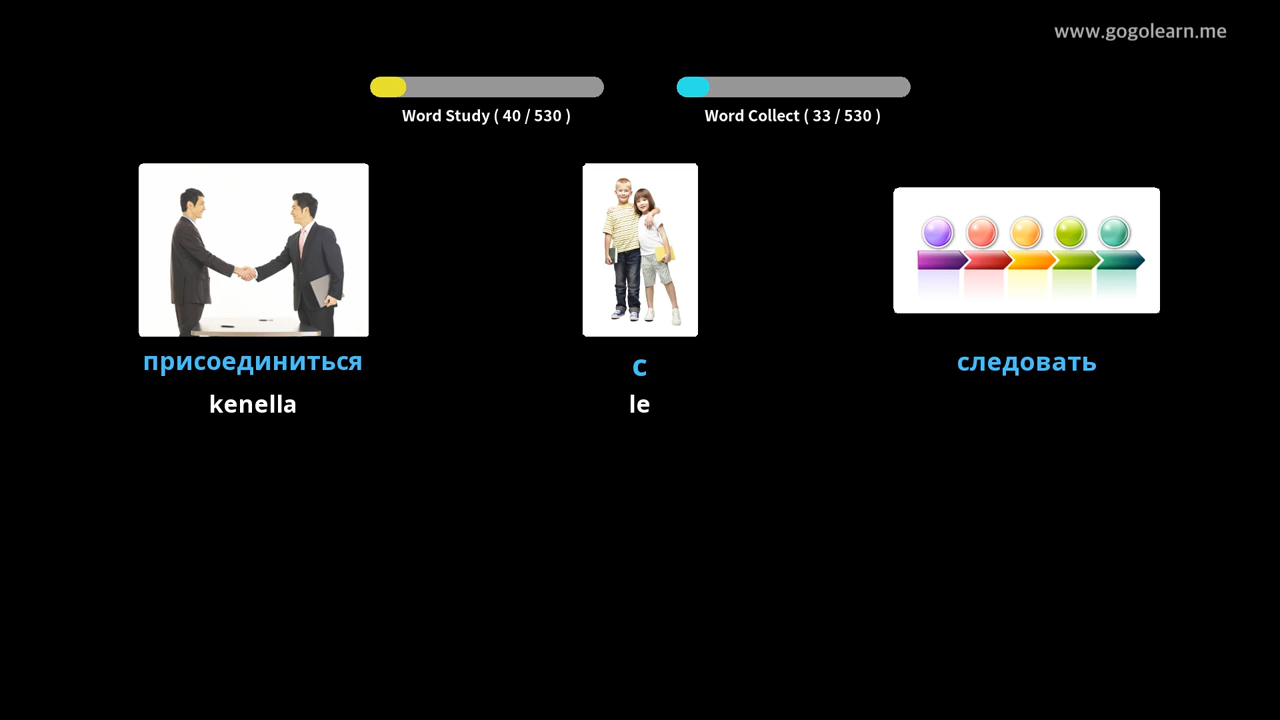 www.gogolearn.me
Word Study ( 40 / 530 )
Word Collect ( 33 / 530 )
присоединиться
с
следовать
kenella
le